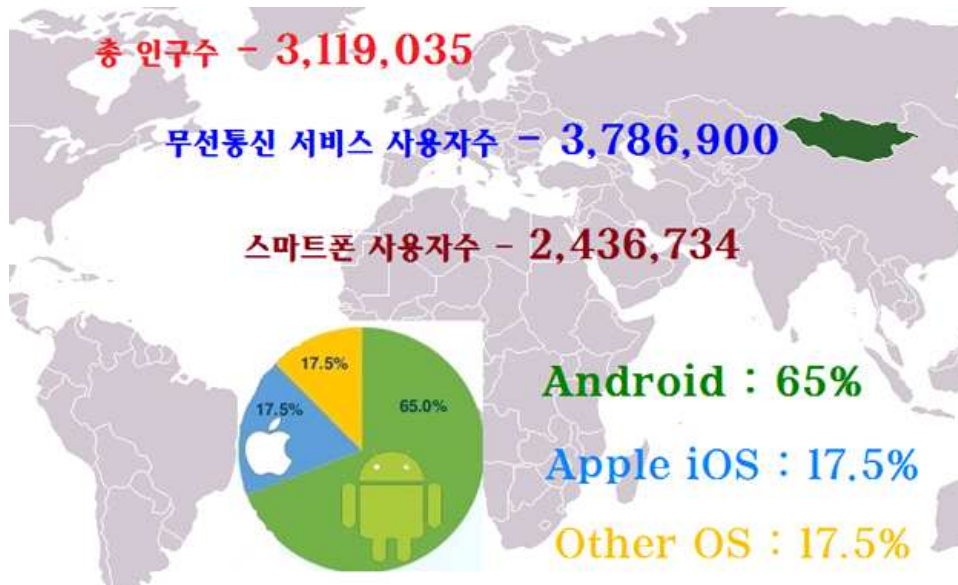 총 인구수 - 3,119,035
무선통신 서비스 사용자수 - 3,786,900
스마트폰 사용자수 - 2,436,734
17.5%
17.5%
65.0%
Android : 65%
Apple iOS : 17.5%
Other OS : 17.5%